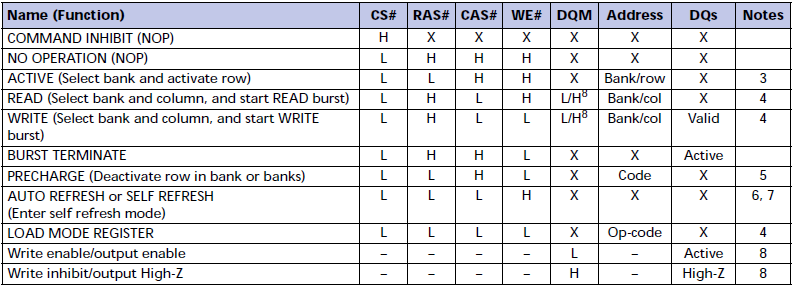 Name (Function) CS# RAS# CAS# WE# DQM Address DQs Notes
COMMAND INHIBIT (NOP) H X X X X X X
NO OPERATION (NOP) L H H H X X X
ACTIVE (Select bank and activate row) L L H H X Bank/row X 3
READ (Select bank and column, and start READ burst) L H L H L/H⁸ Bank/col X 4
WRITE (Select bank and column, and start WRITE L H L L L/H⁸ Bank/col Valid 4
burst)
BURST TERMINATE L H H L X X Active
PRECHARGE (Deactivate row in bank or banks) L L H L X Code X 5
AUTO REFRESH or SELF REFRESH L L L H X X X 6, 7
(Enter self refresh mode)
LOAD MODE REGISTER L L L L X Op-code X 4
Write enable/output enable – – – – L – Active 8
Write inhibit/output High-Z – – – – H – High-Z 8